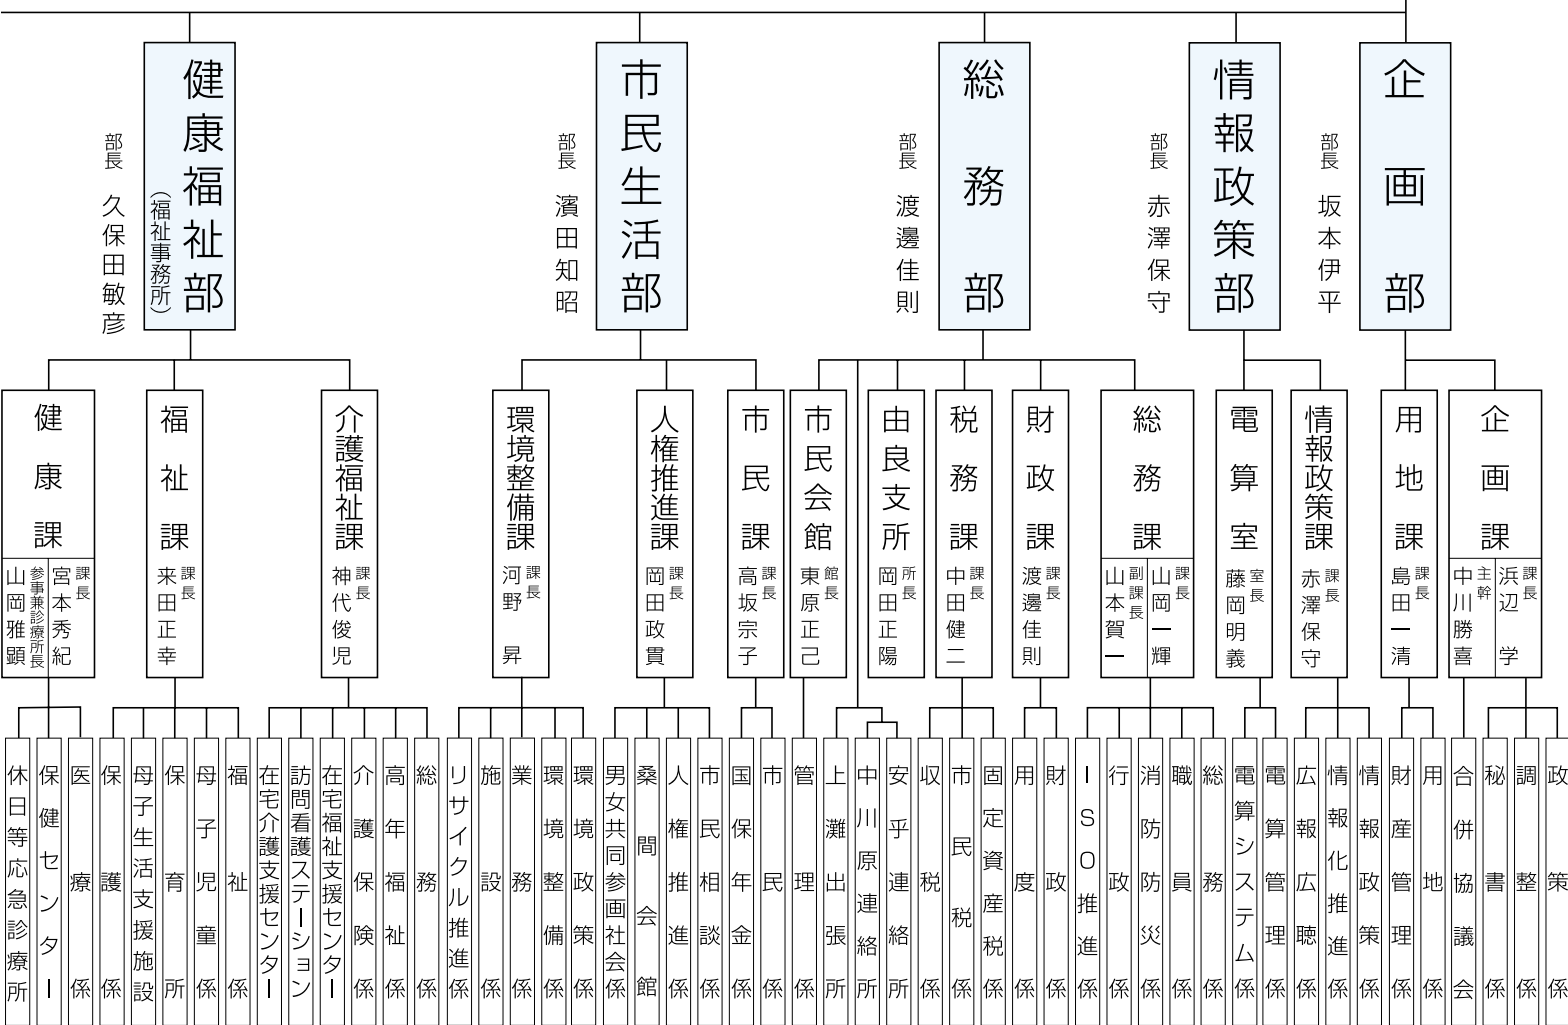 企画部
部長 坂本伊平
情報政策部
部長 赤澤保守
総務部
部長 渡邊佳則
市民生活部
部長 濱田知昭
健康福祉部
（福祉事務所）
部長 久保田敏彦
企画課
課長 浜辺 学
主幹 中川勝喜
用地課
課長 島田一清
情報政策課
課長 赤澤保守
電算室
室長 藤岡明義
総務課
課長 山岡一輝
副課長 山本賀一
財政課
課長 渡邊佳則
税務課
課長 中田健二
由良支所
所長 岡田正陽
市民会館
館長 東原正己
市民課
課長 高坂宗子
人権推進課
課長 岡田政貫
環境整備課
課長 河野 昇
介護福祉課
課長 神代俊児
福祉課
課長 来田正幸
健康課
課長 宮本秀紀
参事兼診療所長 山岡雅顕
政策係
調整係
秘書係
合併協議会
用地係
財産管理係
情報政策係
情報化推進係
広報広聴係
電算管理係
電算システム係
総務係
職員係
消防防災係
行政係
ISO推進係
財政係
用度係
固定資産税係
市民税係
収税係
安乎連絡所
中川原連絡所
上灘出張所
管理係
市民係
国保年金係
市民相談係
人権推進係
桑間会館
男女共同参画社会係
環境政策係
環境整備係
業務係
施設係
リサイクル推進係
総務係
高年福祉係
介護保険係
在宅福祉支援センター
訪問看護ステーション
在宅介護支援センター
福祉係
母子児童係
保育所
母子生活支援施設
保護係
医療係
保健センター
休日等応急診療所